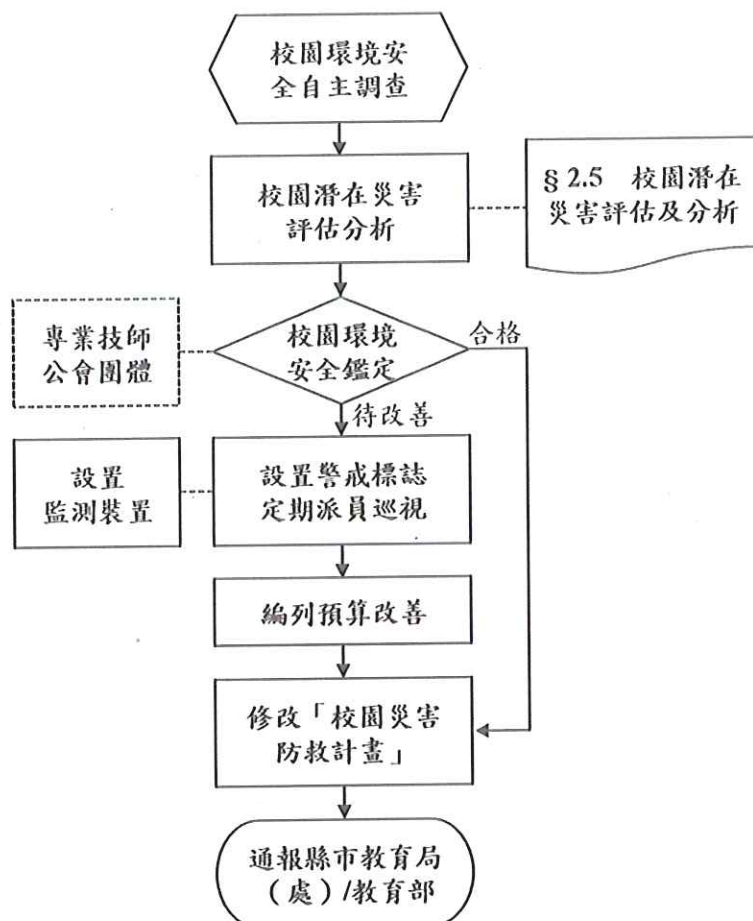 校園環境安
全自主調查
校園潛在災害
評估分析
§ 2.5 校園潛在
災害評估及分析
專業技師
公會團體
校園環境
安全鑑定
合格
待改善
設置
監測裝置
設置警戒標誌
定期派員巡視
編列預算改善
修改「校園災害
防救計畫」
通報縣市教育局
（處）/教育部